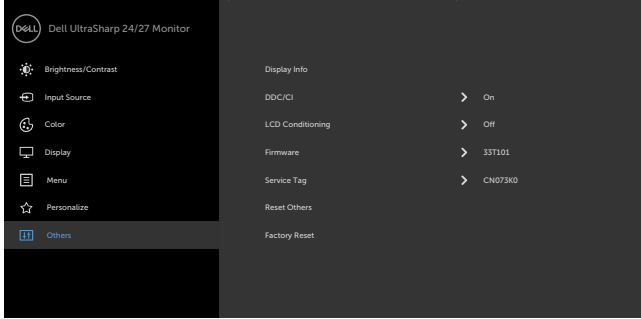 DELL
Dell UltraSharp 24/27 Monitor
Brightness/Contrast
Input Source
Color
Display
Menu
Personalize
Others
Display Info
DDC/CI On
LCD Conditioning Off
Firmware 33T101
Service Tag CN073K0
Reset Others
Factory Reset